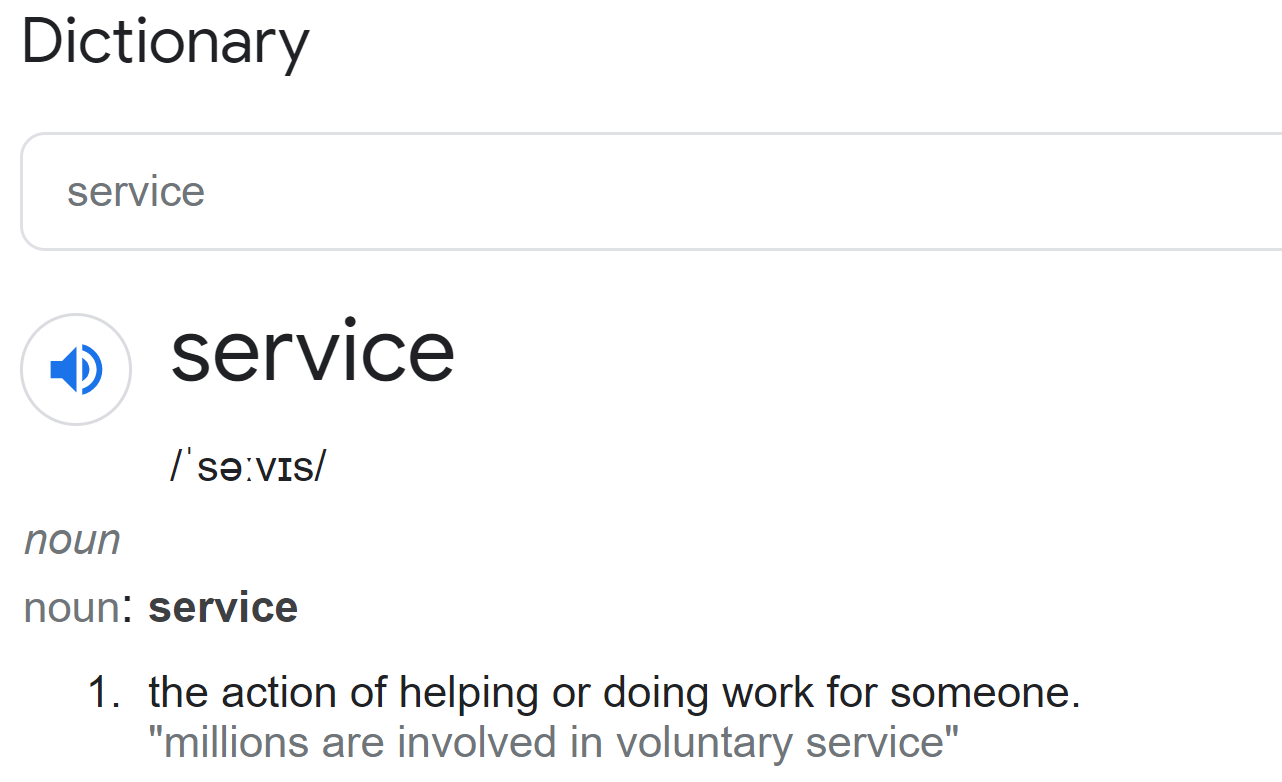 Dictionary
service
service
/ˈsəːvɪs/
noun
noun: service
1. the action of helping or doing work for someone.
"millions are involved in voluntary service"